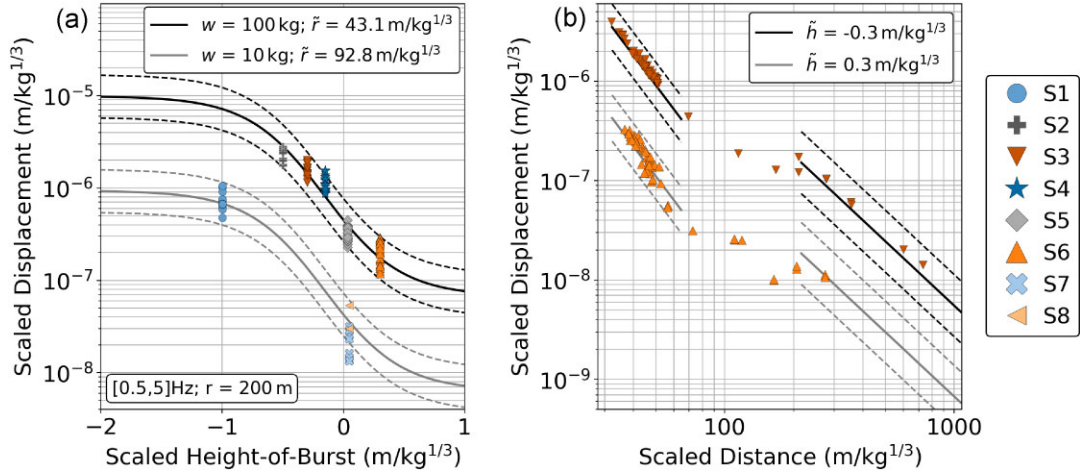 (a)
w = 100 kg; r̃ = 43.1 m/kg^1/3
w = 10 kg; r̃ = 92.8 m/kg^1/3
Scaled Displacement (m/kg^1/3)
10^-5
10^-6
10^-7
10^-8
[0.5,5]Hz; r = 200 m
-2
-1
0
1
Scaled Height-of-Burst (m/kg^1/3)
(b)
h̃ = -0.3 m/kg^1/3
h̃ = 0.3 m/kg^1/3
Scaled Displacement (m/kg^1/3)
10^-6
10^-7
10^-8
10^-9
100
1000
Scaled Distance (m/kg^1/3)
S1
S2
S3
S4
S5
S6
S7
S8